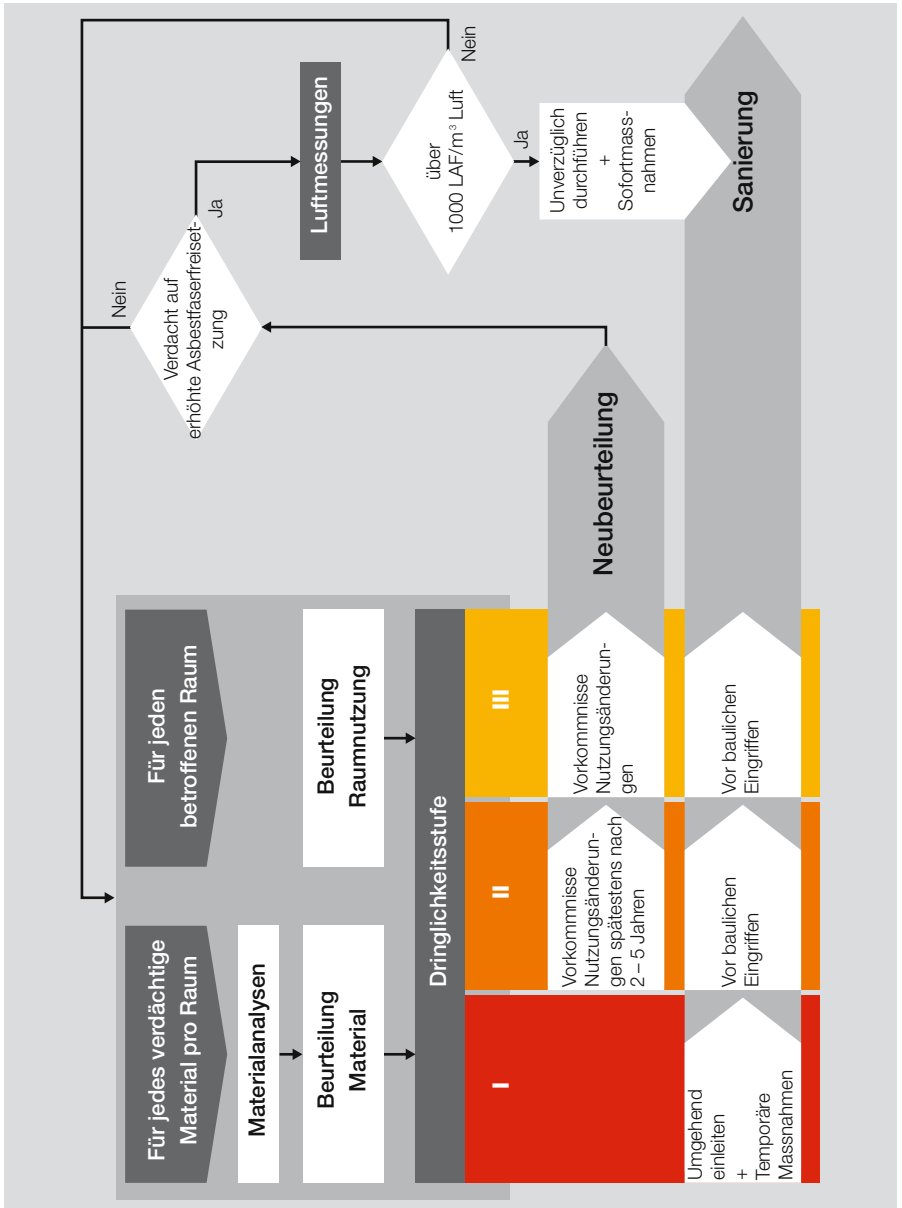 Für jedes verdächtige
Material pro Raum
Für jeden
betroffenen Raum
Materialanalysen
Beurteilung
Material
Beurteilung
Raumnutzung
Dringlichkeitsstufe
I
II
III
Vorkommnisse
Nutzungsänderun-
gen spätestens nach
2 – 5 Jahren
Vorkommnisse
Nutzungsänderun-
gen
Neubeurteilung
Umgehend
einleiten
+
Temporäre
Massnahmen
Vor baulichen
Eingriffen
Vor baulichen
Eingriffen
Sanierung
Verdacht auf
erhöhte Asbestfaserfreiset-
zung
Nein
Ja
Luftmessungen
über
1000 LAF/m³ Luft
Nein
Ja
Unverzüglich
durchführen
+
Sofortmass-
nahmen